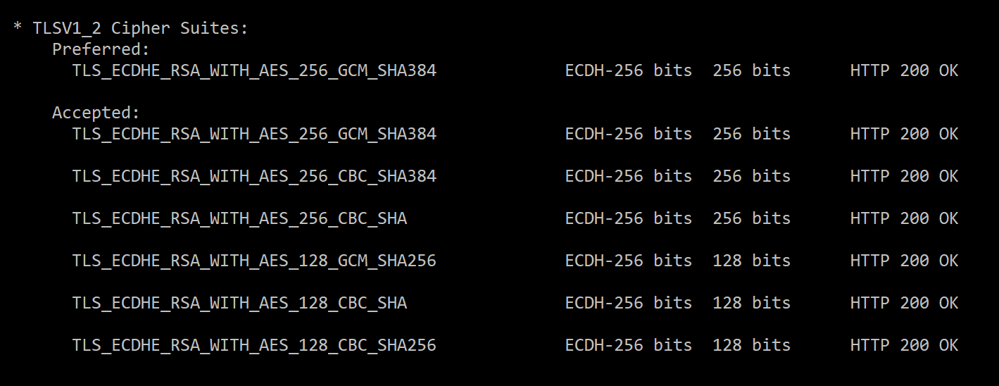 * TLSV1_2 Cipher Suites:
Preferred:
TLS_ECDHE_RSA_WITH_AES_256_GCM_SHA384 ECDH-256 bits 256 bits HTTP 200 OK
Accepted:
TLS_ECDHE_RSA_WITH_AES_256_GCM_SHA384 ECDH-256 bits 256 bits HTTP 200 OK
TLS_ECDHE_RSA_WITH_AES_256_CBC_SHA384 ECDH-256 bits 256 bits HTTP 200 OK
TLS_ECDHE_RSA_WITH_AES_256_CBC_SHA ECDH-256 bits 256 bits HTTP 200 OK
TLS_ECDHE_RSA_WITH_AES_128_GCM_SHA256 ECDH-256 bits 128 bits HTTP 200 OK
TLS_ECDHE_RSA_WITH_AES_128_CBC_SHA ECDH-256 bits 128 bits HTTP 200 OK
TLS_ECDHE_RSA_WITH_AES_128_CBC_SHA256 ECDH-256 bits 128 bits HTTP 200 OK